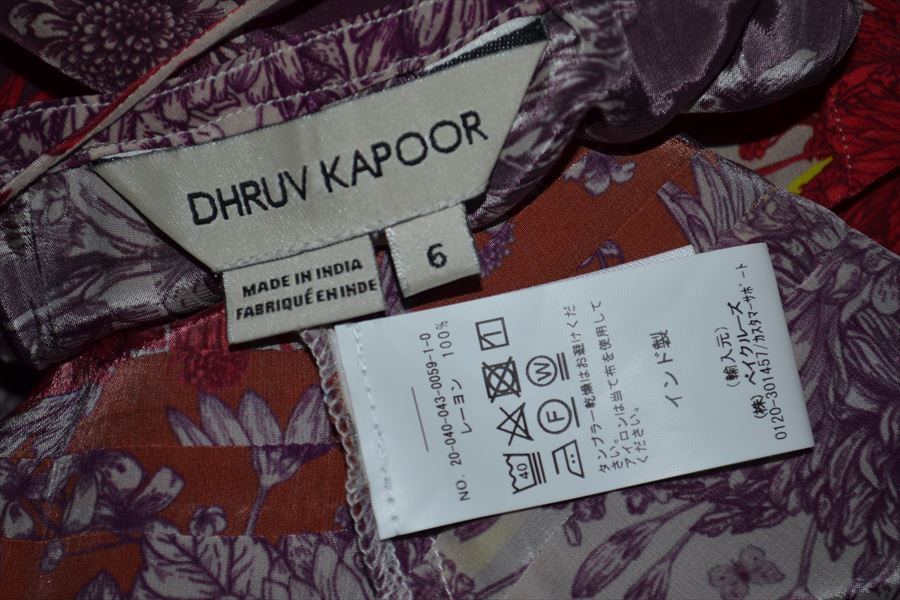 DHRUV KAPOOR
MADE IN INDIA
FABRIQUÉ EN INDE
6
NO. 20-040-043-0059-1-0
レーヨン 100%
40
F
W
タンブラー乾燥はお避けくだ
さい。アイロンは当て布を使用して
ください。
インド製
(輸入元)
(株)ベイクルーズ
0120-301457/カスタマーサポート